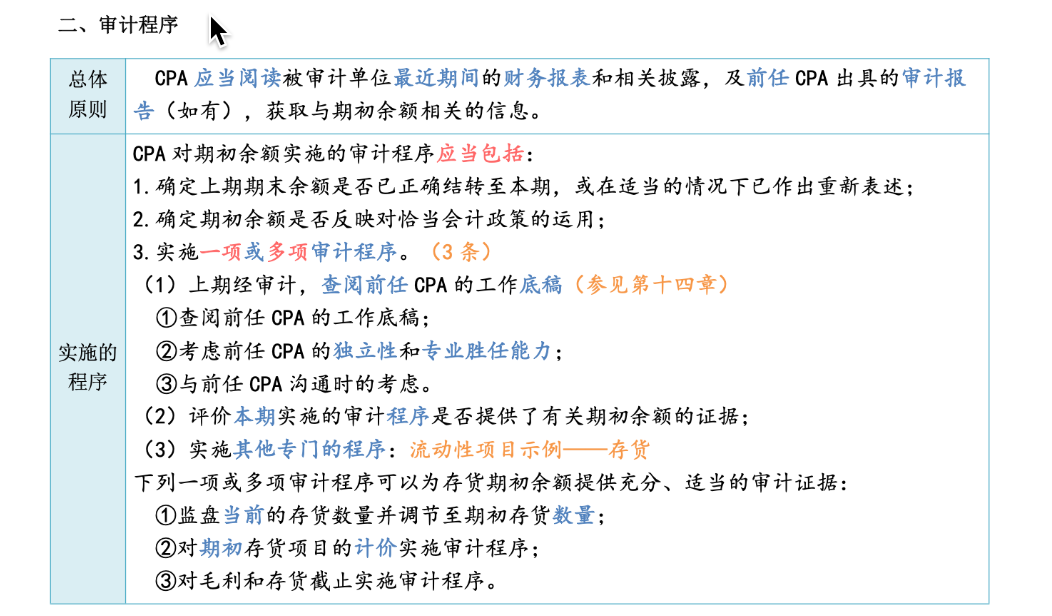 二、审计程序
总体
原则
CPA 应当阅读被审计单位最近期间的财务报表和相关披露，及前任 CPA 出具的审计报
告（如有），获取与期初余额相关的信息。
实施的
程序
CPA 对期初余额实施的审计程序应当包括：
1.确定上期期末余额是否已正确结转至本期，或在适当的情况下已作出重新表述；
2.确定期初余额是否反映对恰当会计政策的运用；
3.实施一项或多项审计程序。（3 条）
（1）上期经审计，查阅前任 CPA 的工作底稿（参见第十四章）
①查阅前任 CPA 的工作底稿；
②考虑前任 CPA 的独立性和专业胜任能力；
③与前任 CPA 沟通时的考虑。
（2）评价本期实施的审计程序是否提供了有关期初余额的证据；
（3）实施其他专门的程序：流动性项目示例——存货
下列一项或多项审计程序可以为存货期初余额提供充分、适当的审计证据：
①监盘当前的存货数量并调节至期初存货数量；
②对期初存货项目的计价实施审计程序；
③对毛利和存货截止实施审计程序。